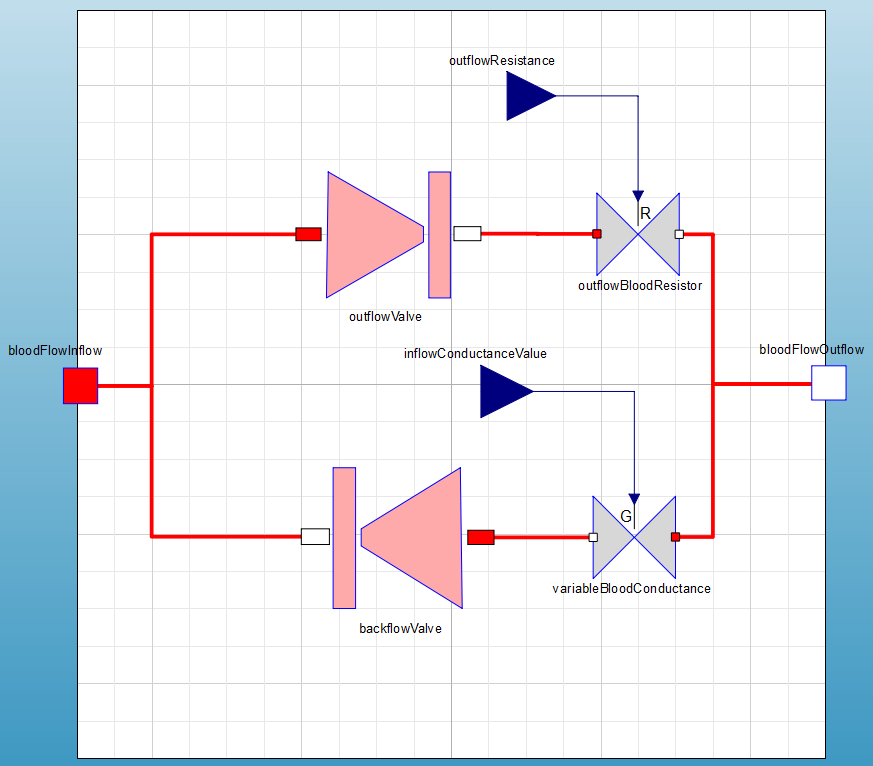 outflowResistance
R
outflowBloodResistor
outflowValve
bloodFlowInflow
inflowConductanceValue
bloodFlowOutflow
G
variableBloodConductance
backflowValve